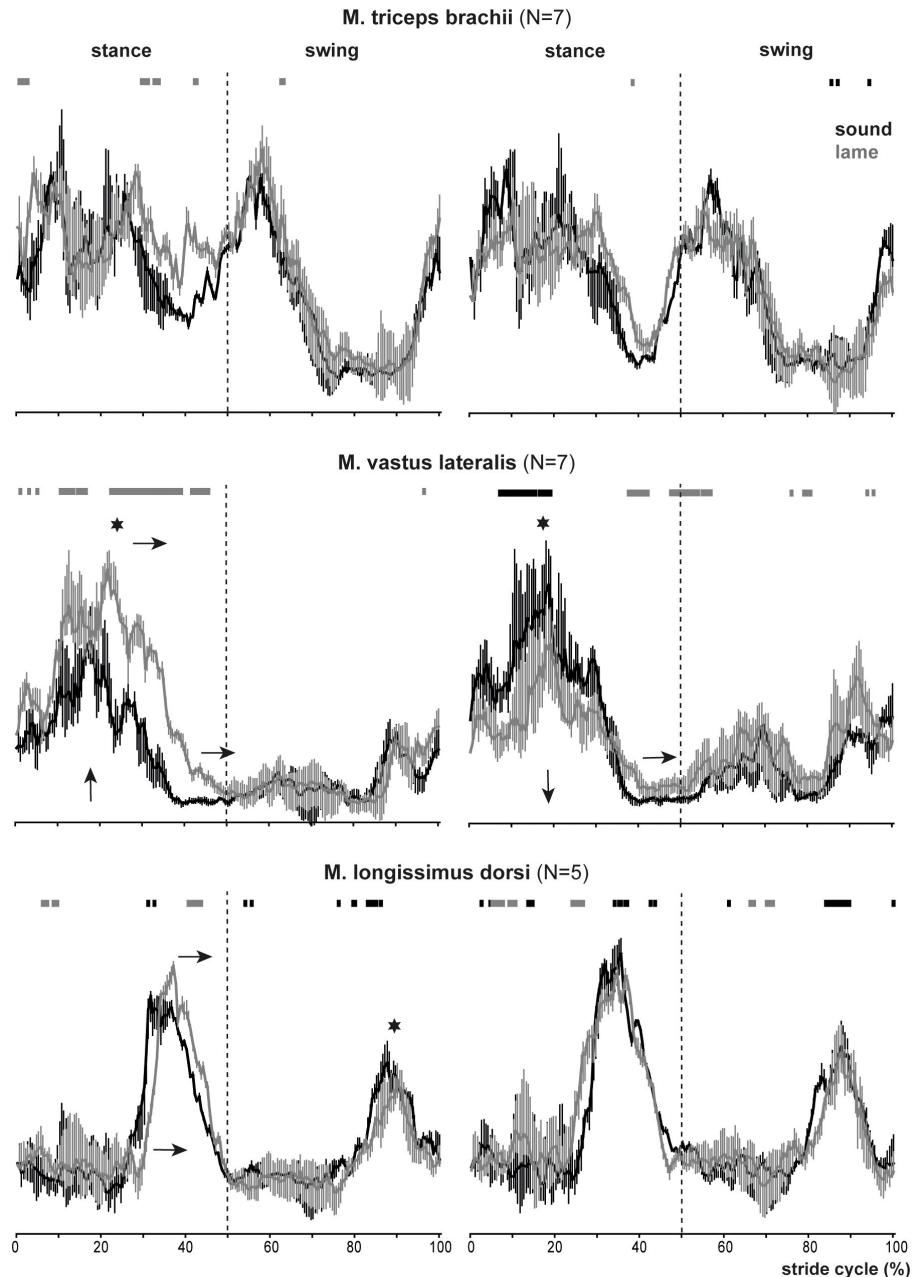 M. triceps brachii (N=7)
stance swing stance swing
sound
lame
M. vastus lateralis (N=7)
M. longissimus dorsi (N=5)
0 20 40 60 80 100 0 20 40 60 80 100
stride cycle (%)